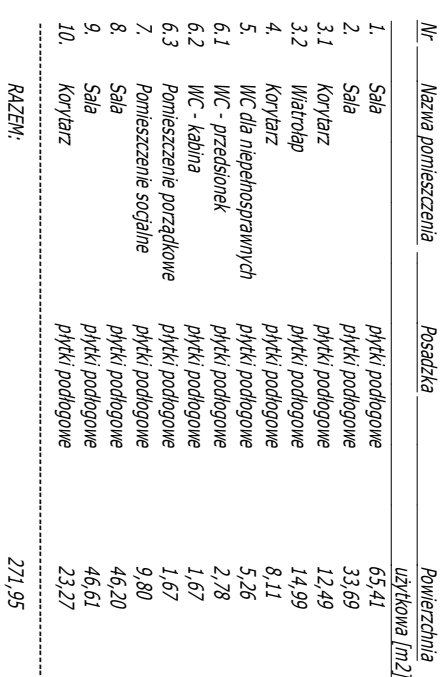 Nr Nazwa pomieszczenia Posadzka Powierzchnia
użytkowa [m2]
1. Sala płytki podłogowe 65,41
2. Sala płytki podłogowe 33,69
3.1 Korytarz płytki podłogowe 12,49
3.2 Wiatrołap płytki podłogowe 14,99
4. Korytarz płytki podłogowe 8,11
5. WC dla niepełnosprawnych płytki podłogowe 5,26
6.1 WC - przedsionek płytki podłogowe 2,78
6.2 WC - kabina płytki podłogowe 1,67
6.3 Pomieszczenie porządkowe płytki podłogowe 1,67
7. Pomieszczenie socjalne płytki podłogowe 9,80
8. Sala płytki podłogowe 46,20
9. Sala płytki podłogowe 46,61
10. Korytarz płytki podłogowe 23,27
RAZEM: 271,95